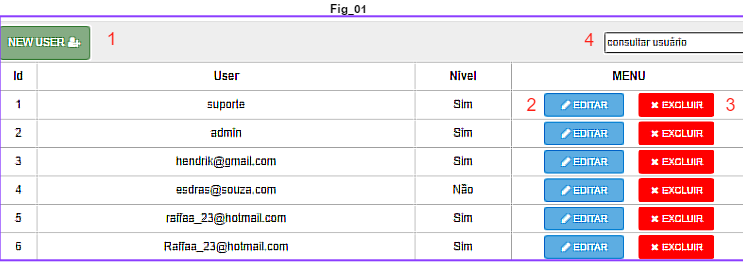 Fig_01
NEW USER 1 4 consultar usuário
Id User Nivel MENU
1 suporte Sim 2 EDITAR EXCLUIR 3
2 admin Sim EDITAR EXCLUIR
3 hendrik@gmail.com Sim EDITAR EXCLUIR
4 esdras@souza.com Não EDITAR EXCLUIR
5 raffaa_23@hotmail.com Sim EDITAR EXCLUIR
6 Raffaa_23@hotmail.com Sim EDITAR EXCLUIR